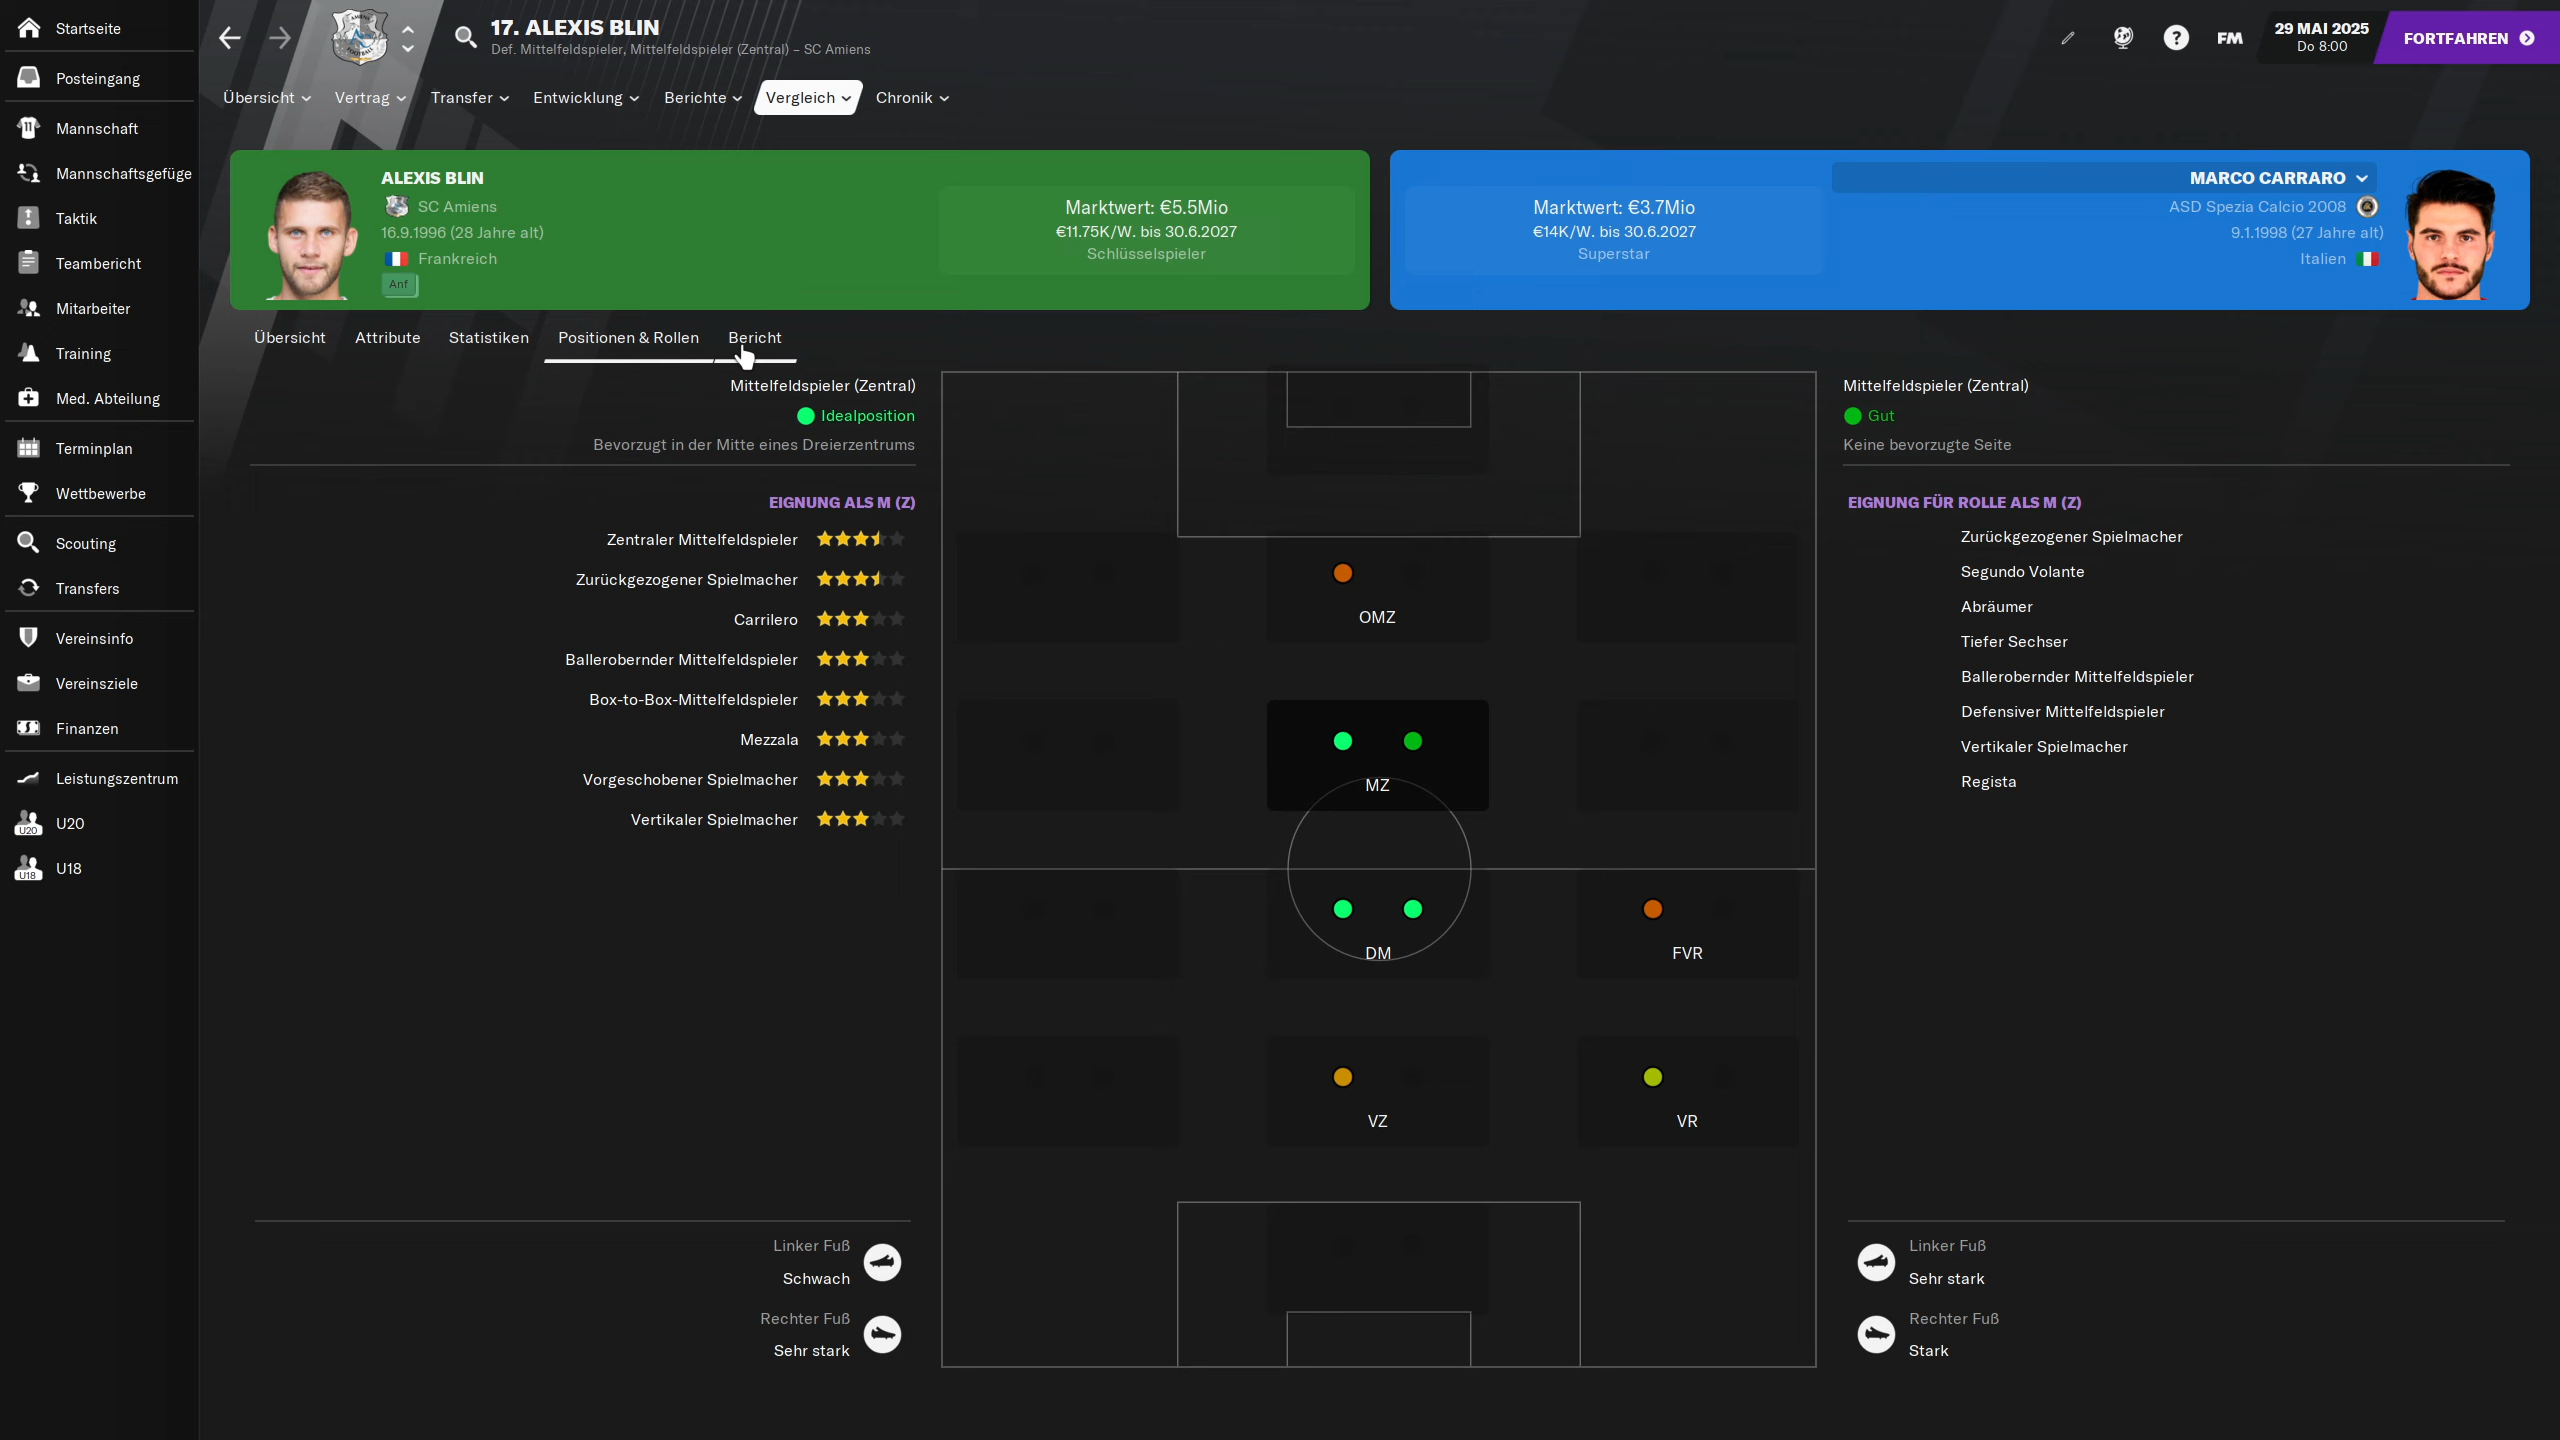 Startseite
Posteingang
Mannschaft
Mannschaftsgefüge
Taktik
Teambericht
Mitarbeiter
Training
Med. Abteilung
Terminplan
Wettbewerbe
Scouting
Transfers
Vereinsinfo
Vereinsziele
Finanzen
Leistungszentrum
U20
U20
U18
U18
17. ALEXIS BLIN
Def. Mittelfeldspieler, Mittelfeldspieler (Zentral) – SC Amiens
FM
29 MAI 2025
Do 8:00
FORTFAHREN
Übersicht
Vertrag
Transfer
Entwicklung
Berichte
Vergleich
Chronik
ALEXIS BLIN
SC Amiens
16.9.1996 (28 Jahre alt)
Frankreich
Anf
Marktwert: €5.5Mio
€11.75K/W. bis 30.6.2027
Schlüsselspieler
Marktwert: €3.7Mio
€14K/W. bis 30.6.2027
Superstar
MARCO CARRARO
ASD Spezia Calcio 2008
9.1.1998 (27 Jahre alt)
Italien
Übersicht
Attribute
Statistiken
Positionen & Rollen
Bericht
Mittelfeldspieler (Zentral)
Idealposition
Bevorzugt in der Mitte eines Dreierzentrums
EIGNUNG ALS M (Z)
Zentraler Mittelfeldspieler
Zurückgezogener Spielmacher
Carrilero
Ballerobernder Mittelfeldspieler
Box-to-Box-Mittelfeldspieler
Mezzala
Vorgeschobener Spielmacher
Vertikaler Spielmacher
Linker Fuß
Schwach
Rechter Fuß
Sehr stark
OMZ
MZ
DM
FVR
VZ
VR
Mittelfeldspieler (Zentral)
Gut
Keine bevorzugte Seite
EIGNUNG FÜR ROLLE ALS M (Z)
Zurückgezogener Spielmacher
Segundo Volante
Abräumer
Tiefer Sechser
Ballerobernder Mittelfeldspieler
Defensiver Mittelfeldspieler
Vertikaler Spielmacher
Regista
Linker Fuß
Sehr stark
Rechter Fuß
Stark